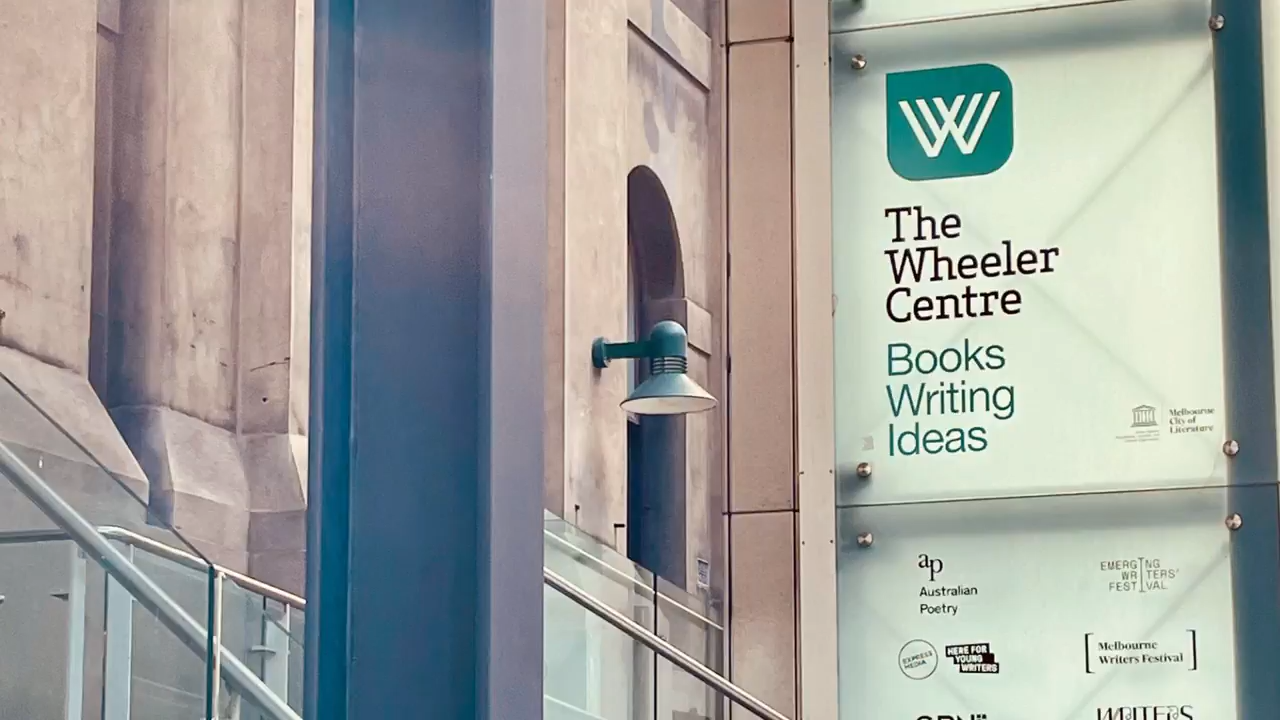 W
The
Wheeler
Centre
Books
Writing
Ideas
Melbourne
City of
Literature
ap
Australian
Poetry
EMERGING
WRITERS'
FESTIVAL
EXPRESS
MEDIA
HERE FOR
YOUNG
WRITERS
Melbourne
Writers Festival
WRITERS